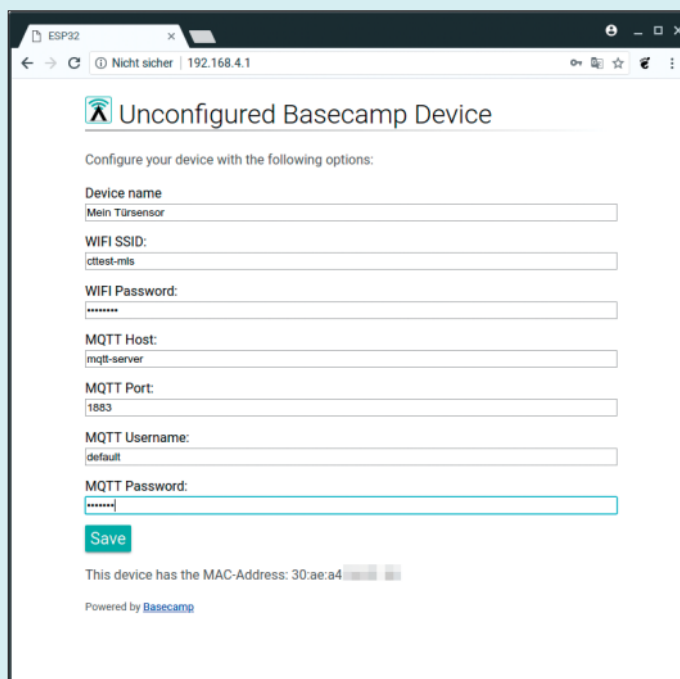 ESP32
Nicht sicher | 192.168.4.1
Unconfigured Basecamp Device
Configure your device with the following options:
Device name
Mein Türsensor
WIFI SSID:
cttest-mls
WIFI Password:
••••••••
MQTT Host:
mqtt-server
MQTT Port:
1883
MQTT Username:
default
MQTT Password:
•••••••
Save
This device has the MAC-Address: 30:ae:a4
Powered by Basecamp